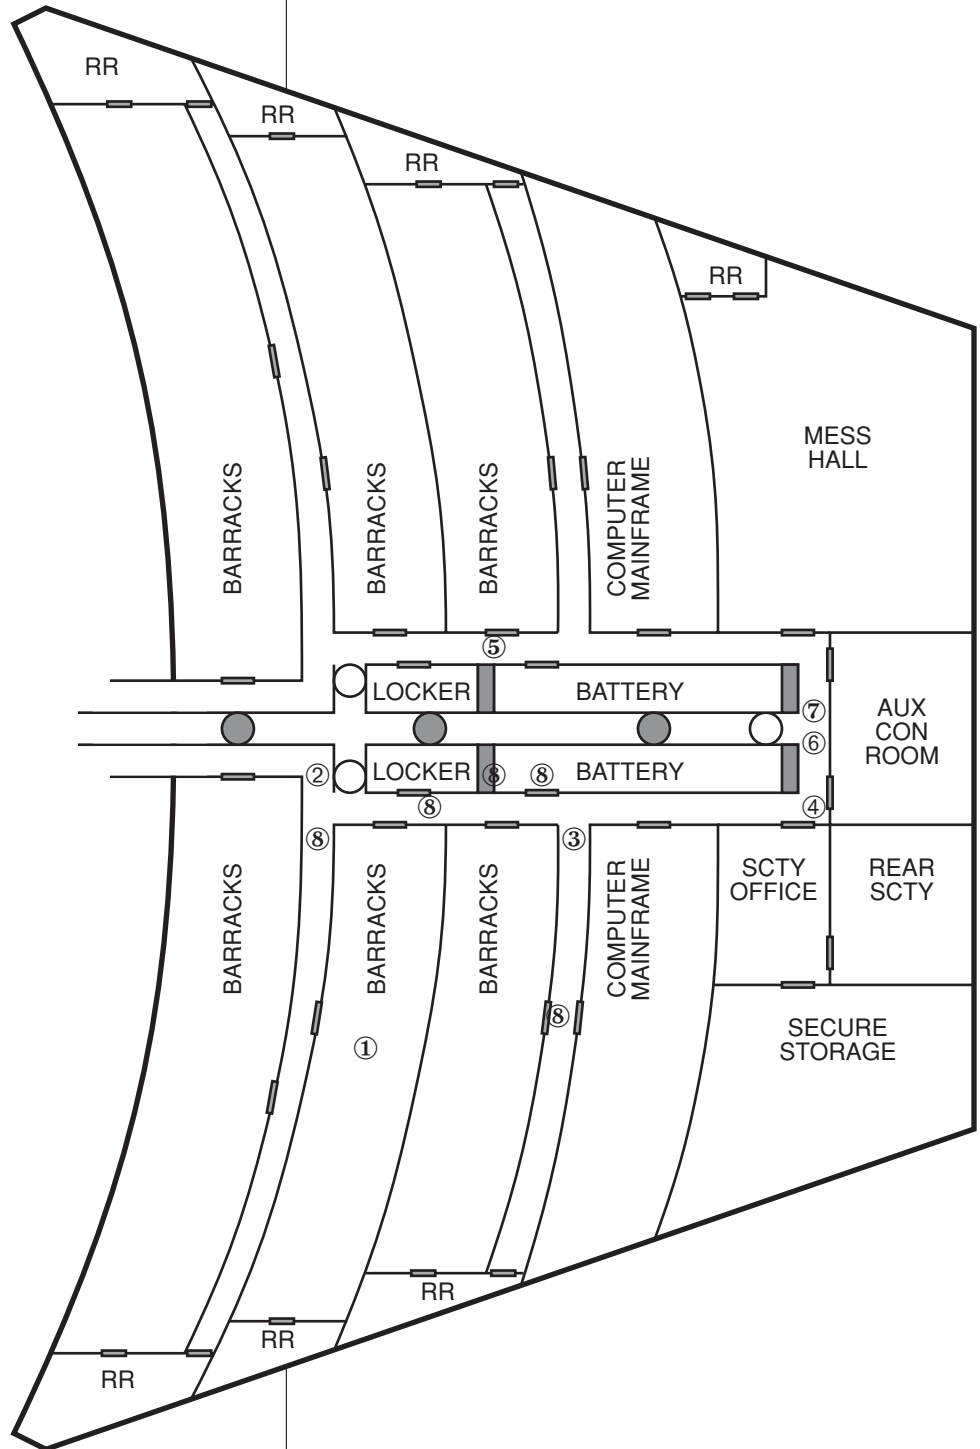 RR
RR
RR
RR
MESS
HALL
BARRACKS
BARRACKS
BARRACKS
COMPUTER
MAINFRAME
⑤
LOCKER
BATTERY
⑦
AUX
CON
ROOM
⑥
②
LOCKER
⑧
⑧
BATTERY
⑧
④
⑧
③
SCTY
OFFICE
REAR
SCTY
BARRACKS
BARRACKS
BARRACKS
COMPUTER
MAINFRAME
⑧
①
SECURE
STORAGE
RR
RR
RR